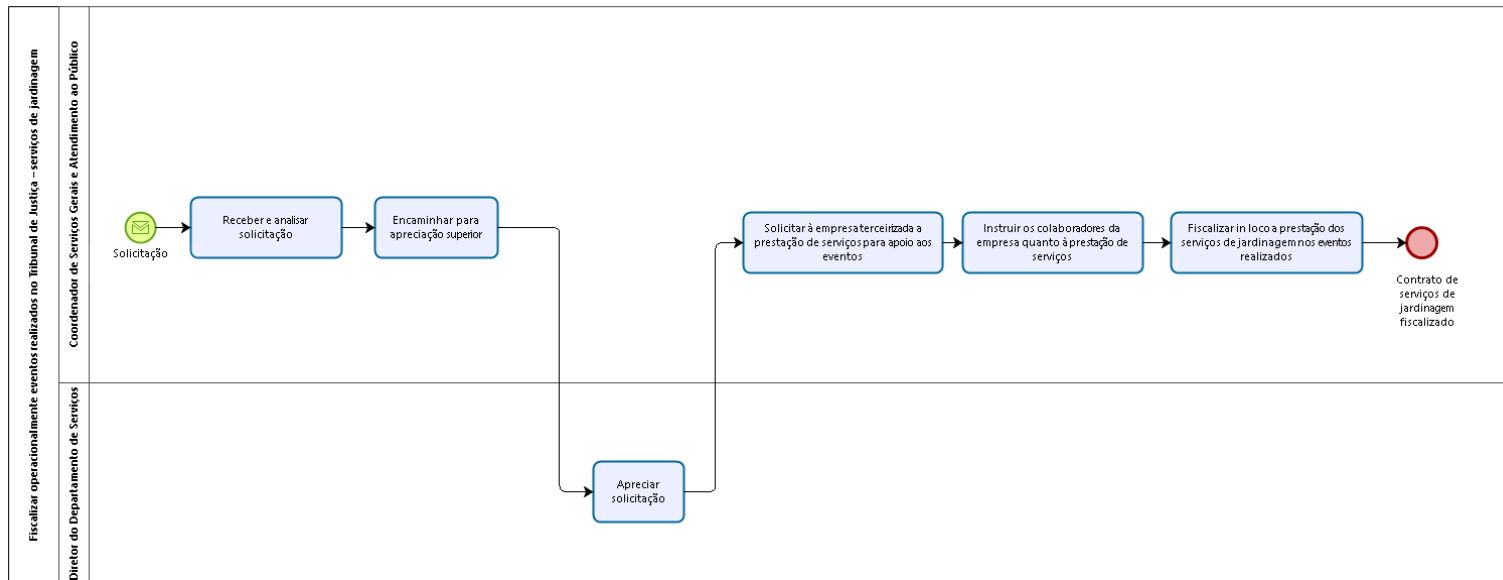 Fiscalizar operacionalmente eventos realizados no Tribunal de Justiça – serviços de jardinagem
Coordenador de Serviços Gerais e Atendimento ao Público
Solicitação
Receber e analisar
solicitação
Encaminhar para
apreciação superior
Solicitar à empresa terceirizada a
prestação de serviços para apoio aos
eventos
Instruir os colaboradores da
empresa quanto à prestação de
serviços
Fiscalizar in loco a prestação dos
serviços de jardinagem nos eventos
realizados
Contrato de
serviços de
jardinagem
fiscalizado
Diretor do Departamento de Serviços
Apreciar
solicitação